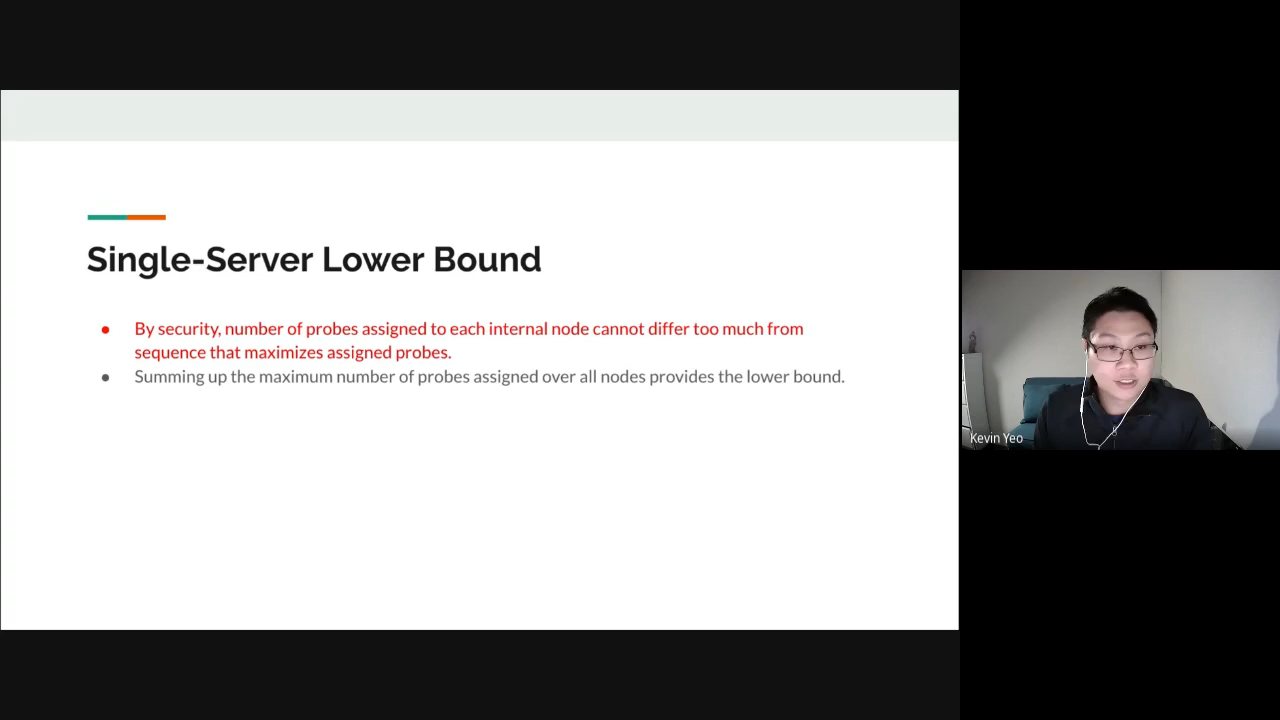 Single-Server Lower Bound
● By security, number of probes assigned to each internal node cannot differ too much from
sequence that maximizes assigned probes.
● Summing up the maximum number of probes assigned over all nodes provides the lower bound.
Kevin Yeo